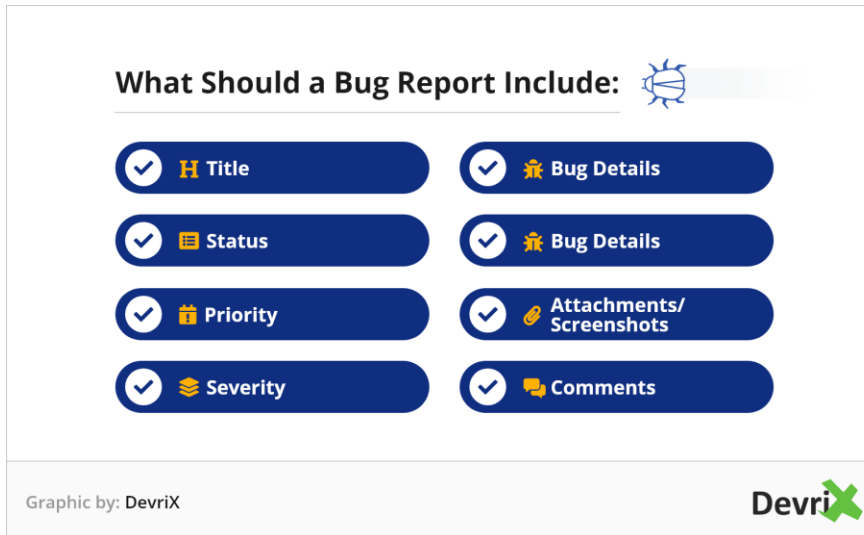 What Should a Bug Report Include:
Title
Bug Details
Status
Bug Details
Priority
Attachments/
Screenshots
Severity
Comments
Graphic by: DevriX
DevriX